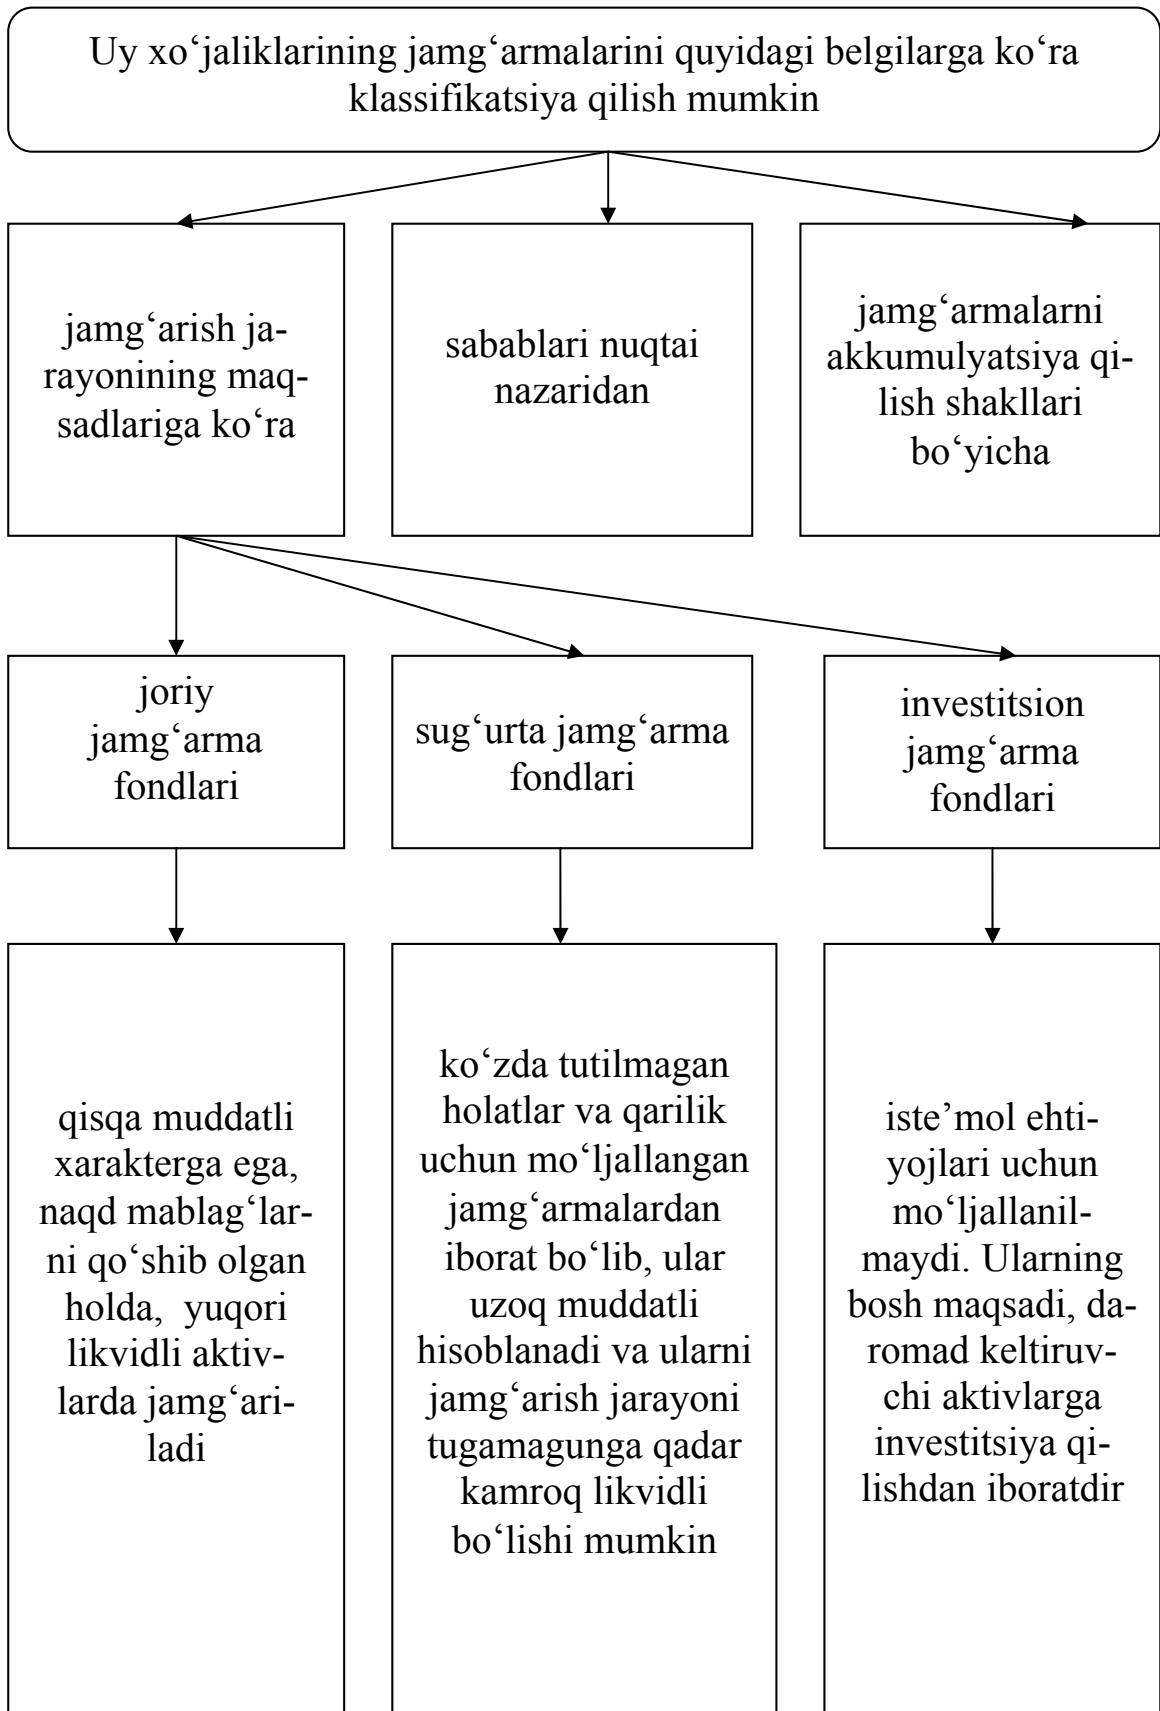 Uy xo‘jaliklarining jamg‘armalarini quyidagi belgilarga ko‘ra
klassifikatsiya qilish mumkin
jamg‘arish ja-
rayonining maq-
sadlariga ko‘ra
sabablari nuqtai
nazaridan
jamg‘armalarni
akkumulyatsiya qi-
lish shakllari
bo‘yicha
joriy
jamg‘arma
fondlari
sug‘urta jamg‘arma
fondlari
investitsion
jamg‘arma
fondlari
qisqa muddatli
xarakterga ega,
naqd mablag‘lar-
ni qo‘shib olgan
holda, yuqori
likvidli aktiv-
larda jamg‘ari-
ladi
ko‘zda tutilmagan
holatlar va qarilik
uchun mo‘ljallangan
jamg‘armalardan
iborat bo‘lib, ular
uzoq muddatli
hisoblanadi va ularni
jamg‘arish jarayoni
tugamagunga qadar
kamroq likvidli
bo‘lishi mumkin
iste’mol ehti-
yojlari uchun
mo‘ljallanil-
maydi. Ularning
bosh maqsadi, da-
romad keltiruv-
chi aktivlarga
investitsiya qi-
lishdan iboratdir